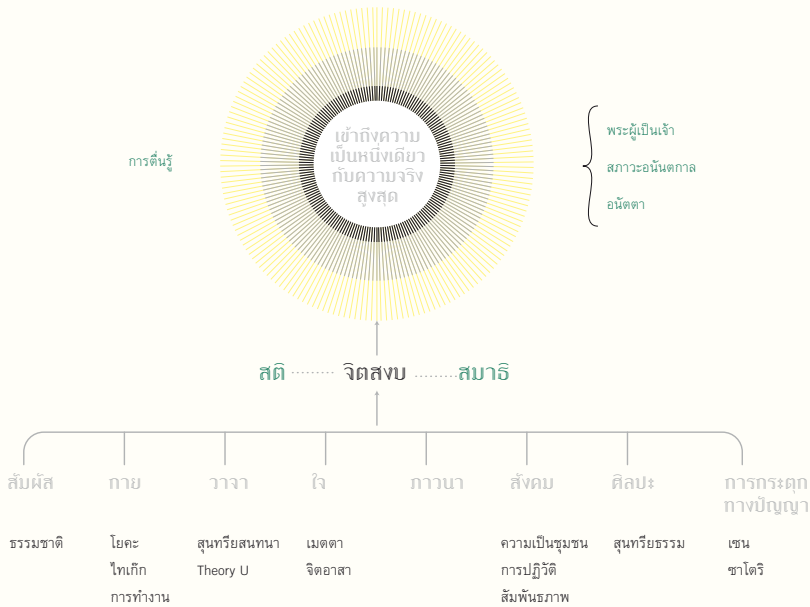 เข้าถึงความ
เป็นหนึ่งเดียว
กับความจริง
สูงสุด
การตื่นรู้
พระผู้เป็นเจ้า
สภาวะอนันตกาล
อนัตตา
สติ จิตสงบ สมาธิ
สัมผัส กาย วาจา ใจ ภาวนา สังคม ศิลปะ การกระตุก
ทางปัญญา
ธรรมชาติ โยคะ สุนทรียสนทนา เมตตา ความเป็นชุมชน สุนทรียธรรม เซน
ไทเก๊ก Theory U จิตอาสา การปฏิวัติ ซาโตริ
การทำงาน สัมพันธภาพ